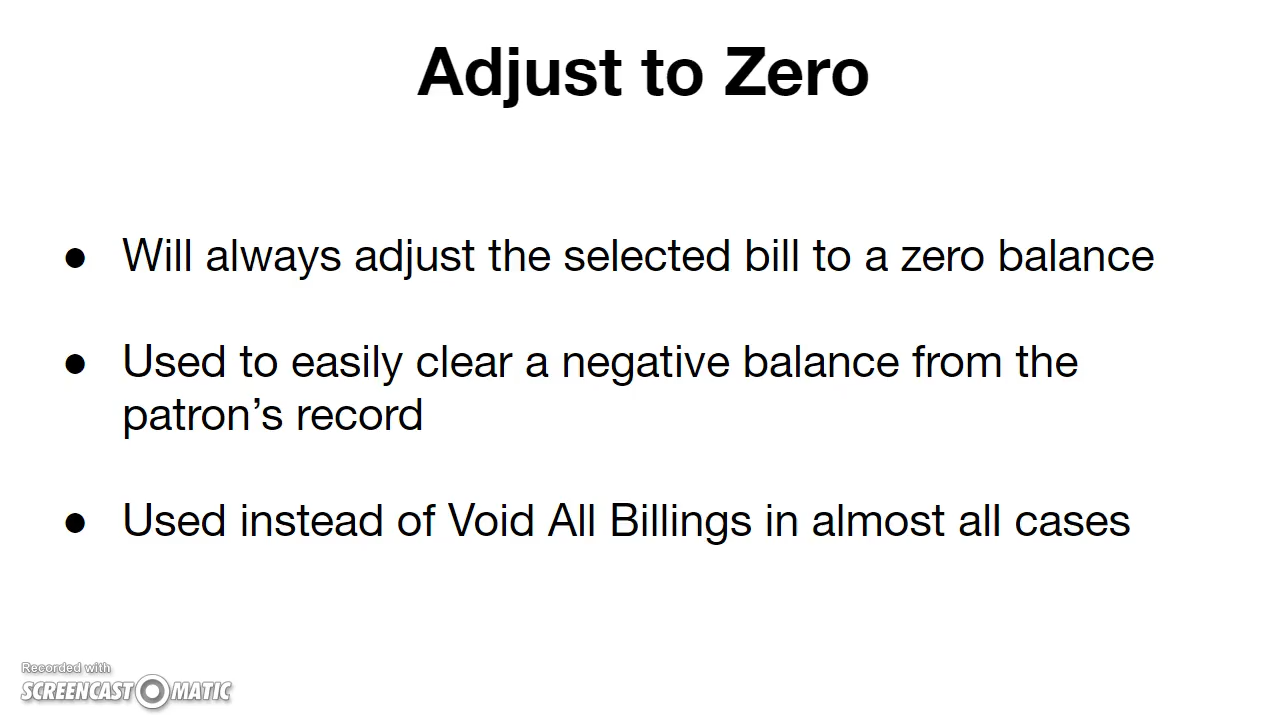 Adjust to Zero
● Will always adjust the selected bill to a zero balance
● Used to easily clear a negative balance from the
patron’s record
● Used instead of Void All Billings in almost all cases
Recorded with
SCREENCAST MATIC